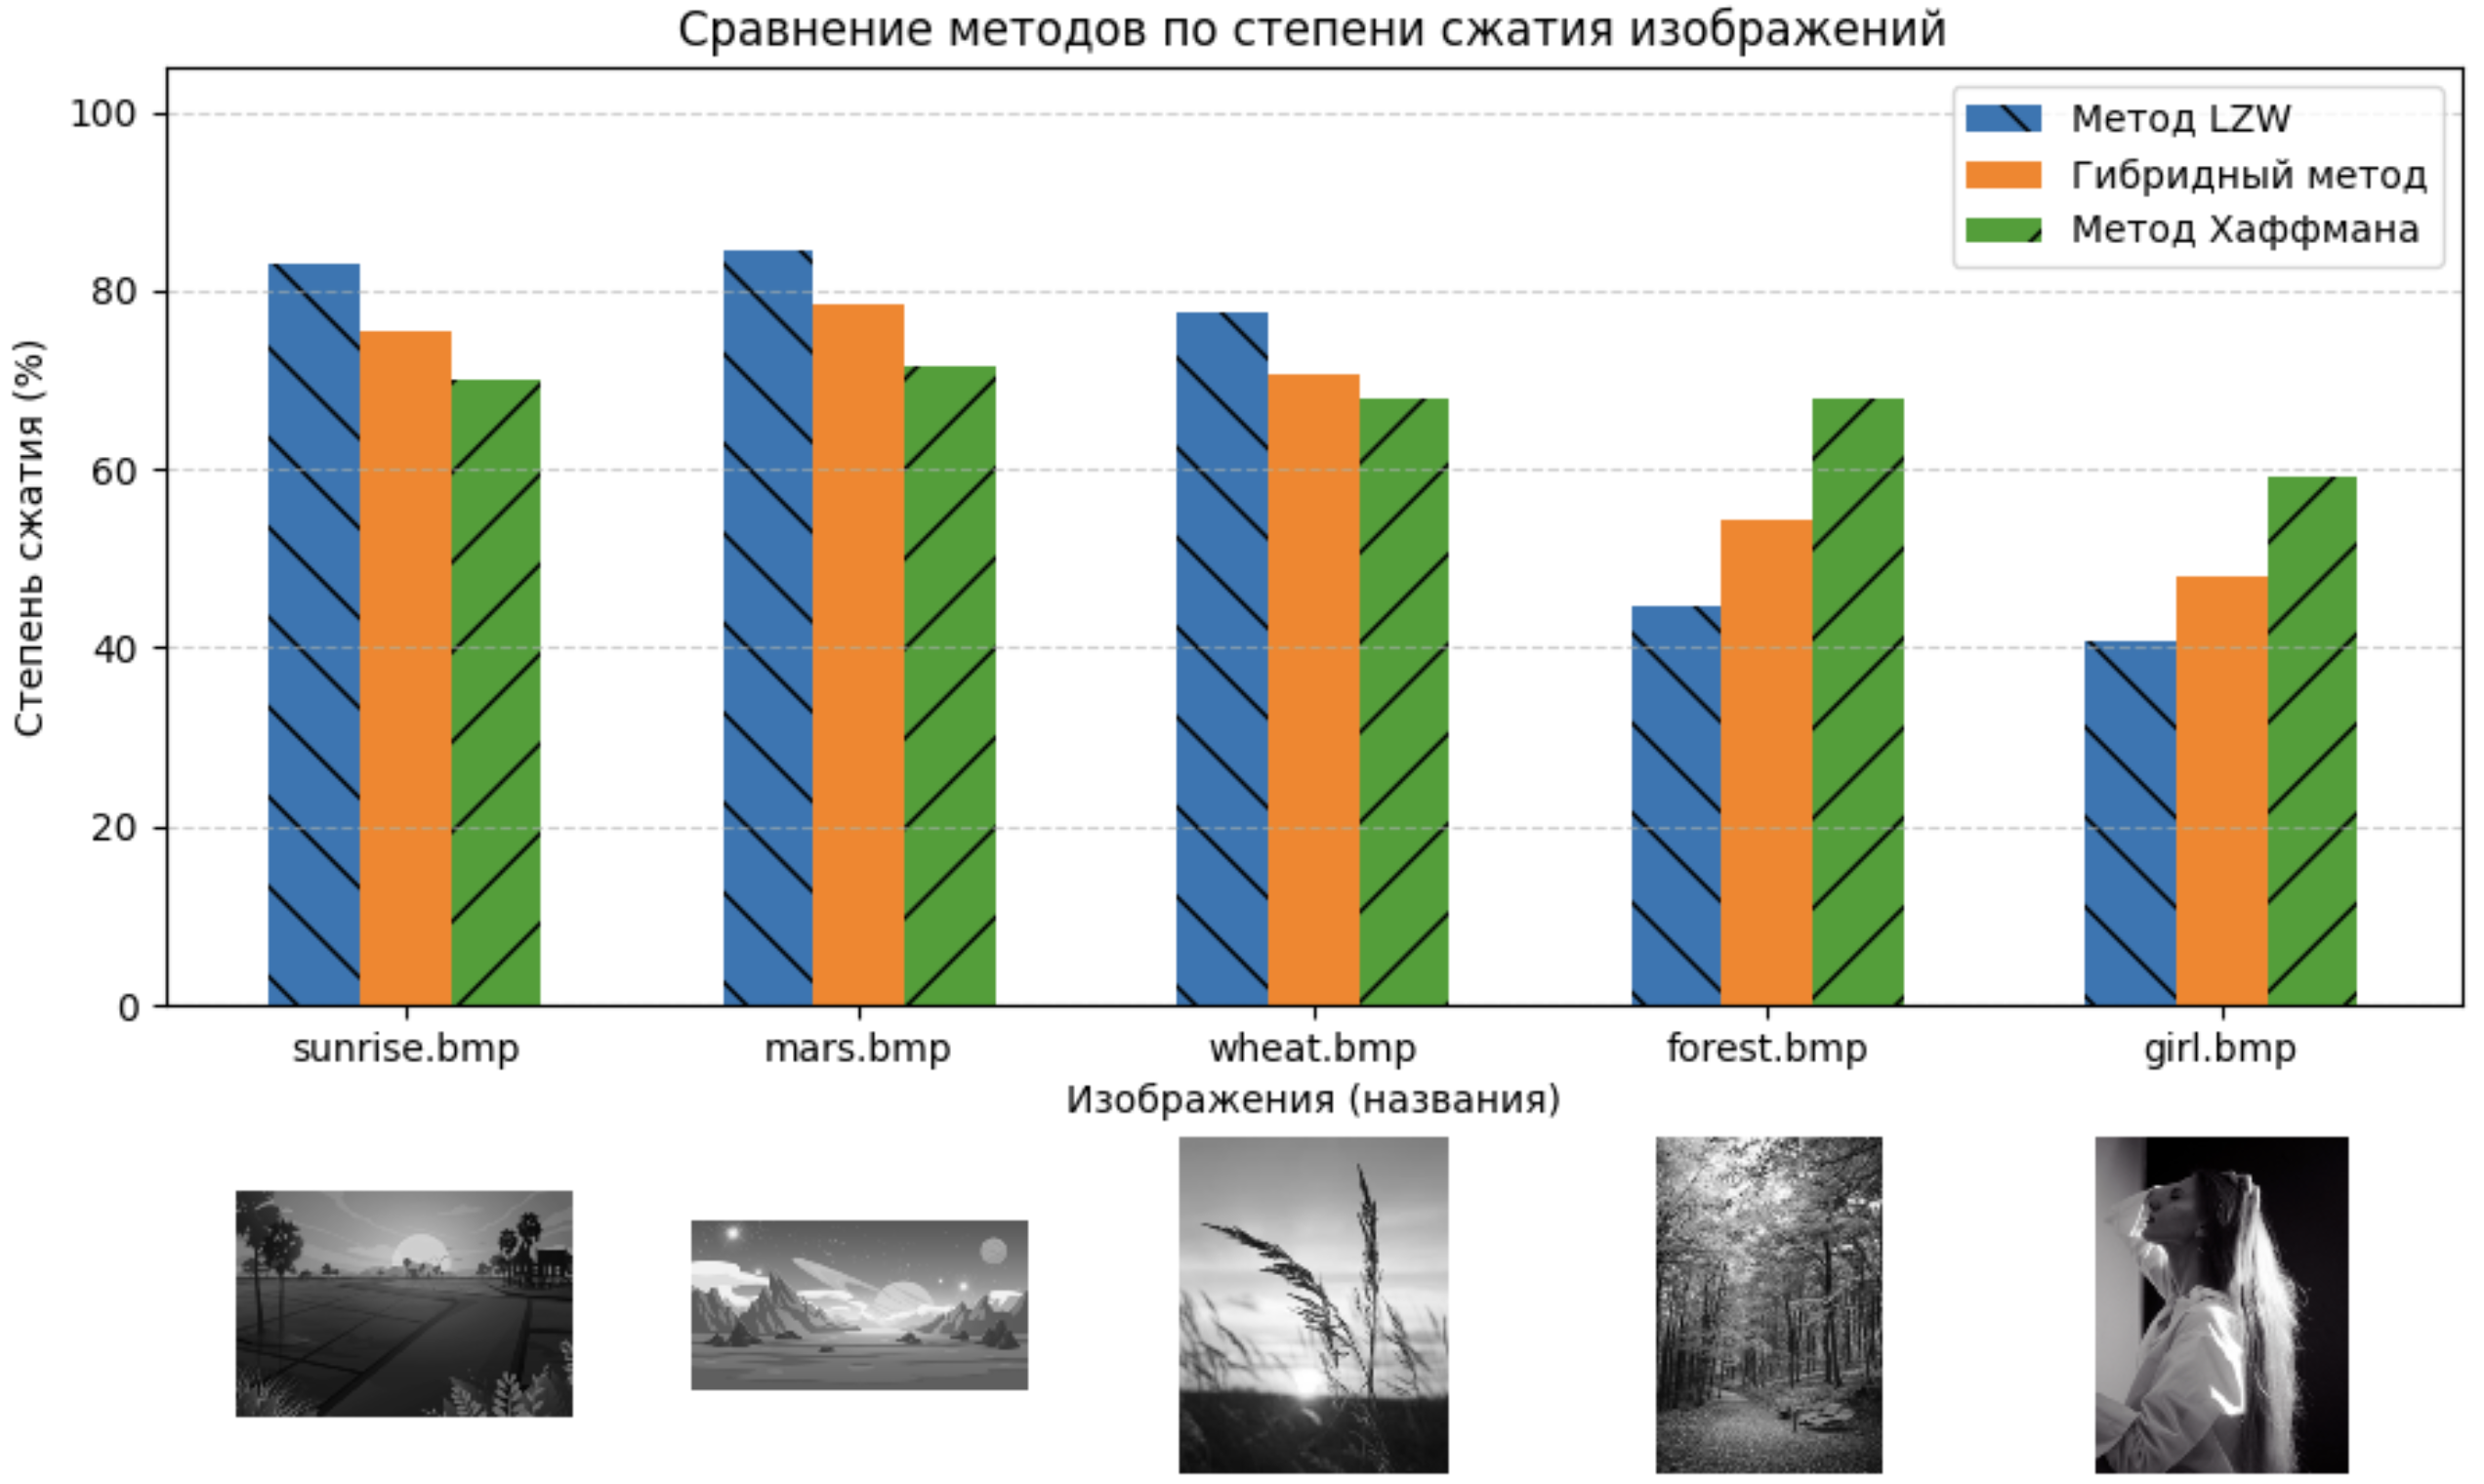 Сравнение методов по степени сжатия изображений
Метод LZW
Гибридный метод
Метод Хаффмана
Степень сжатия (%)
100
80
60
40
20
0
sunrise.bmp
mars.bmp
wheat.bmp
forest.bmp
girl.bmp
Изображения (названия)